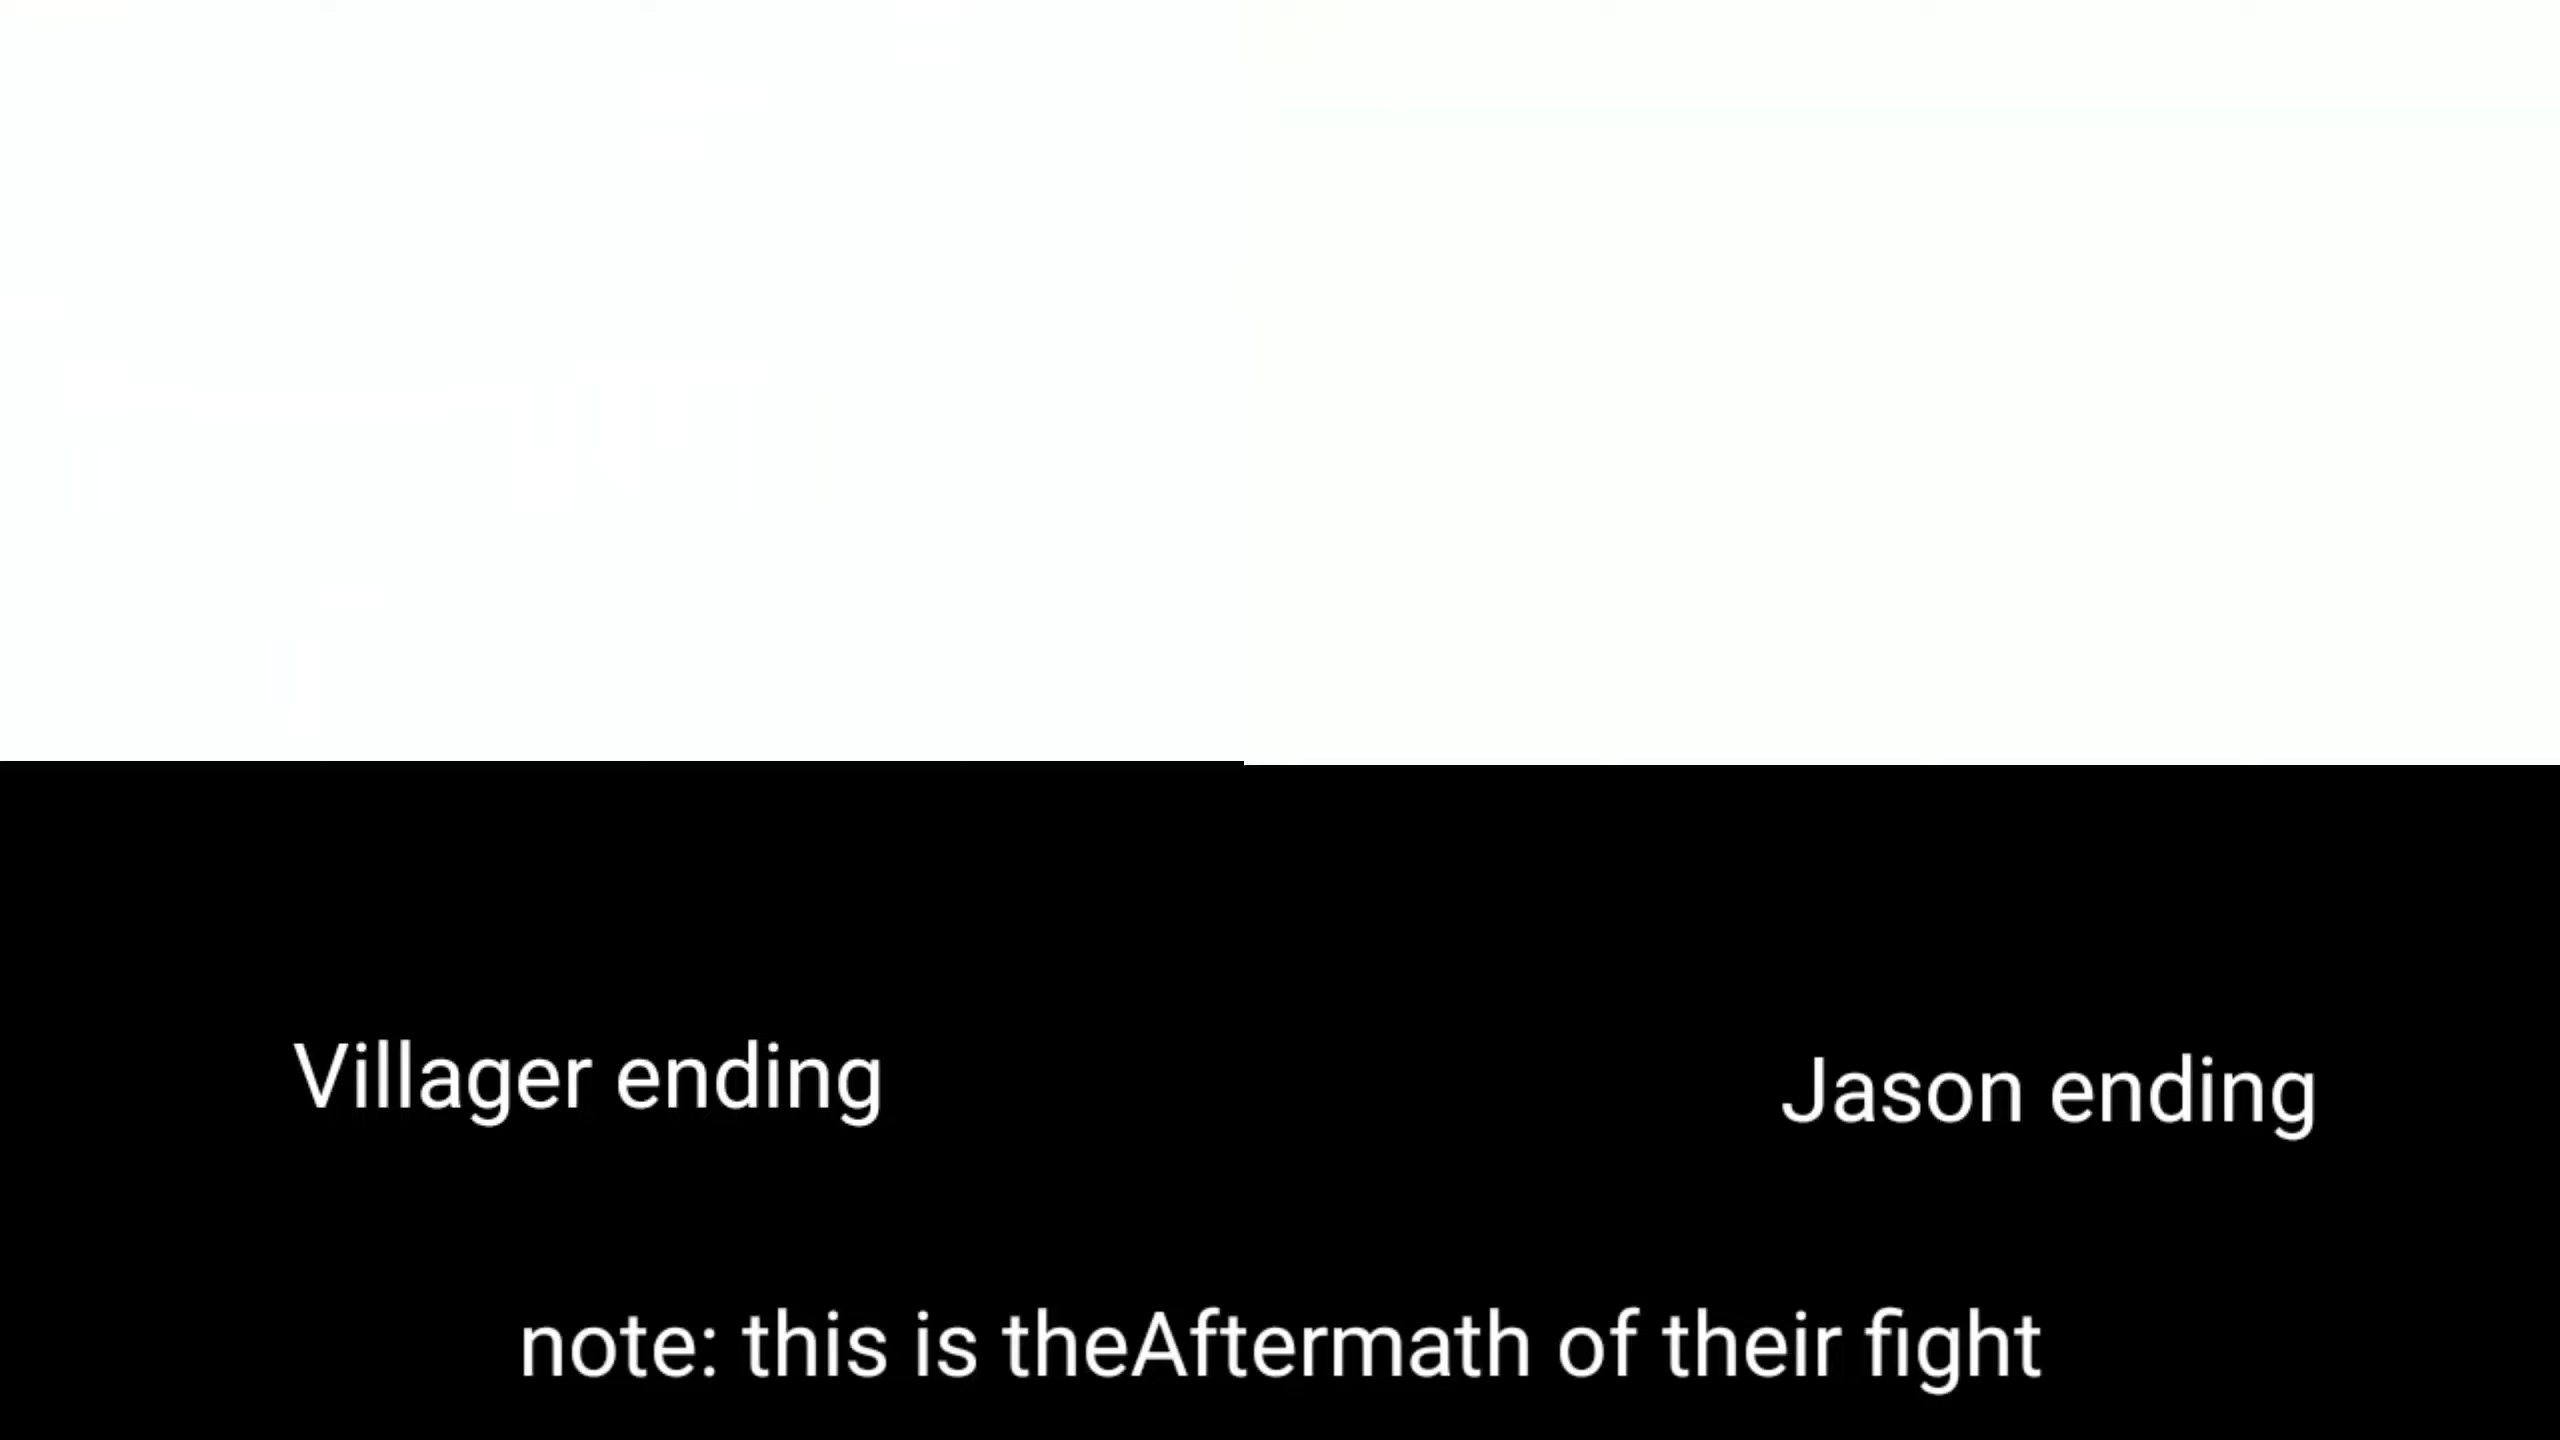 Villager ending
Jason ending
note: this is theAftermath of their fight